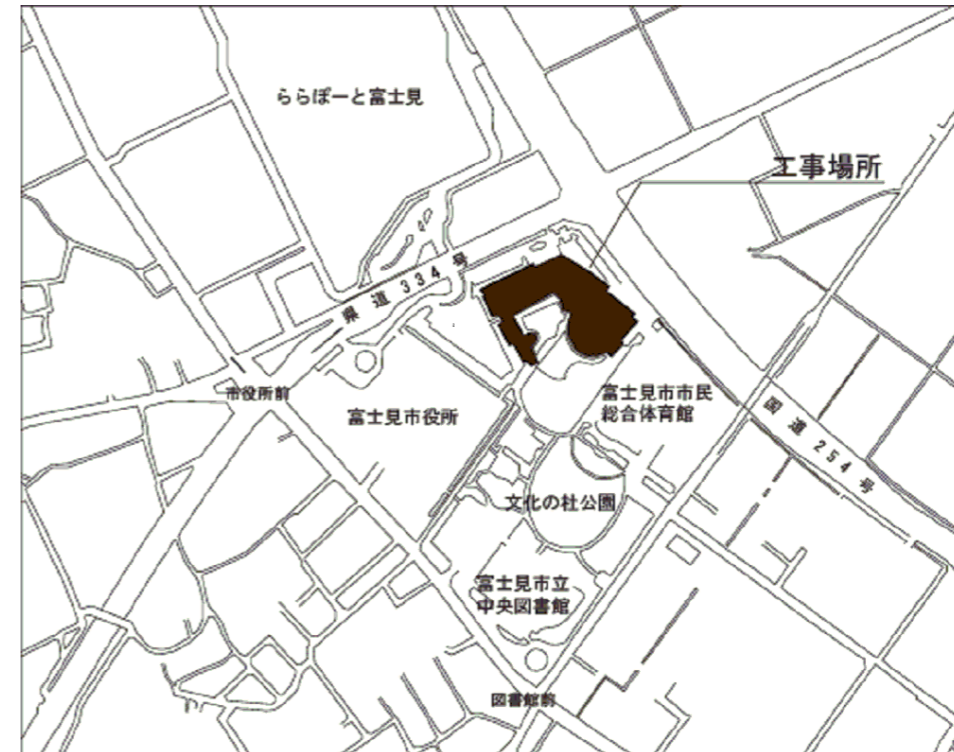 ららぽーと富士見
工事場所
県道334号
市役所前
富士見市役所
富士見市市民
総合体育館
国道254号
文化の杜公園
富士見市立
中央図書館
図書館前